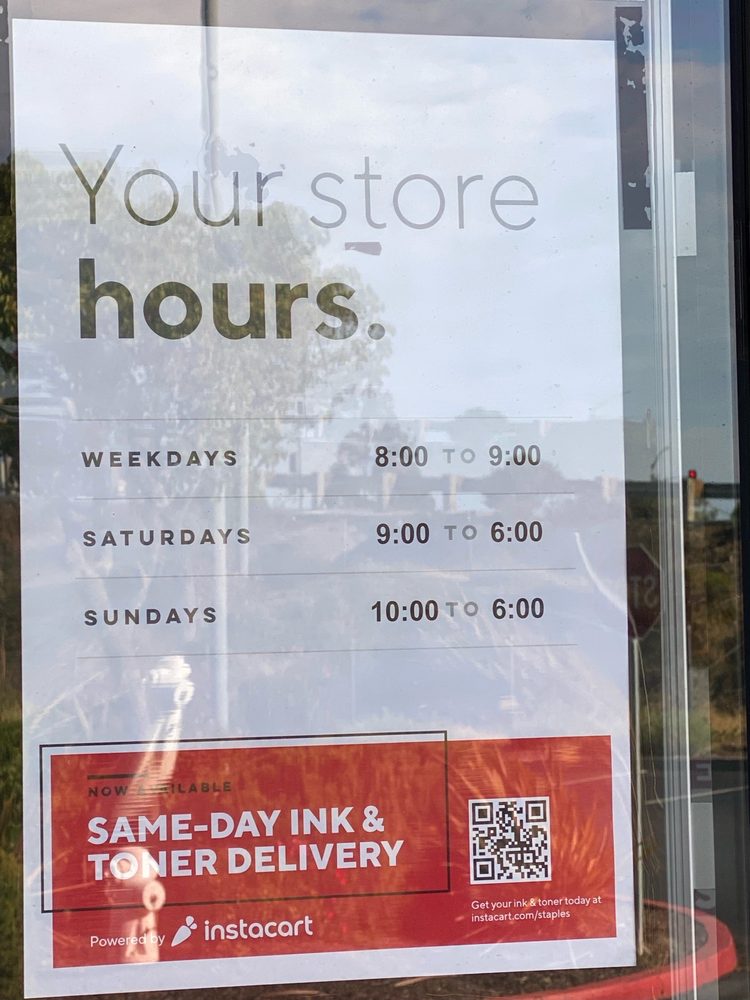 Your store
hours.
WEEKDAYS 8:00 TO 9:00
SATURDAYS 9:00 TO 6:00
SUNDAYS 10:00 TO 6:00
NOW AVAILABLE
SAME-DAY INK &
TONER DELIVERY
Get your ink & toner today at
instacart.com/staples
Powered by instacart